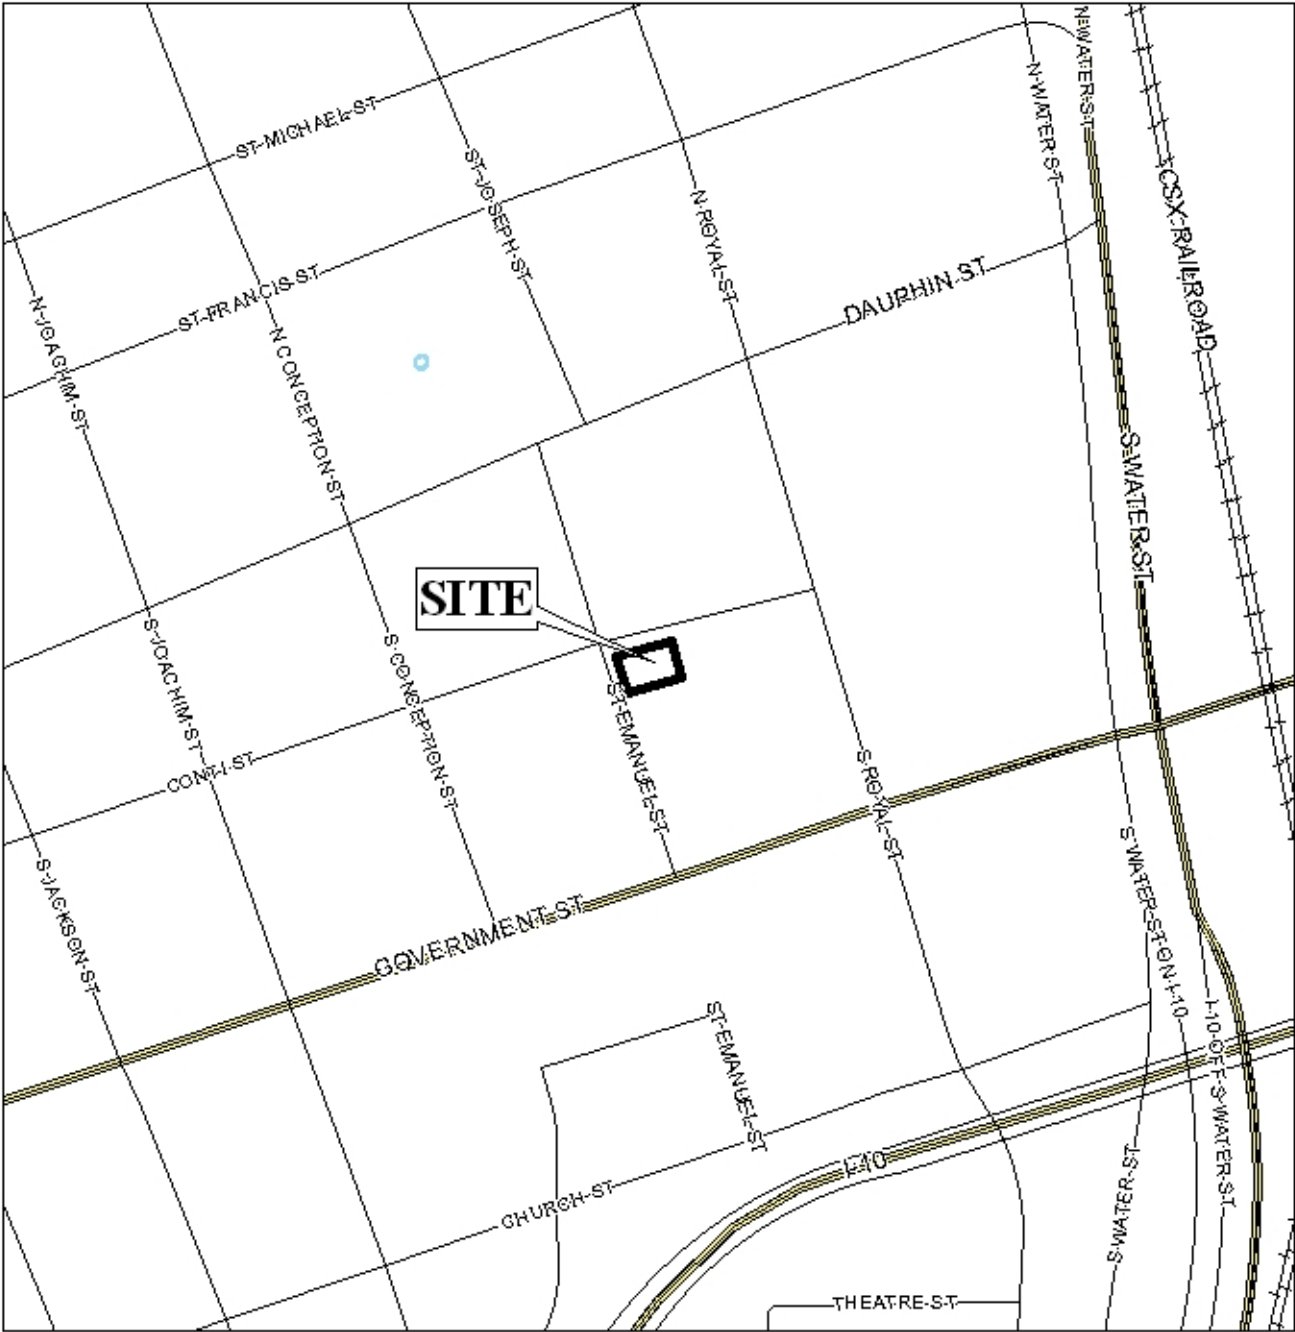 N WATER ST
N WATER ST
ST MICHAEL ST
ST JOSEPH ST
CSX RAILROAD
N ROYAL ST
ST FRANCIS ST
DAUPHIN ST
N JOACHIM ST
N CONCEPTION ST
S WATER ST
SITE
S JOACHIM ST
S CONCEPTION ST
ST EMANUEL ST
CONTI ST
S ROYAL ST
S WATER ST ON I-10
S JACKSON ST
GOVERNMENT ST
I-10 OFF S WATER ST
ST EMANUEL ST
I-10
S WATER ST
CHURCH ST
THEATRE ST